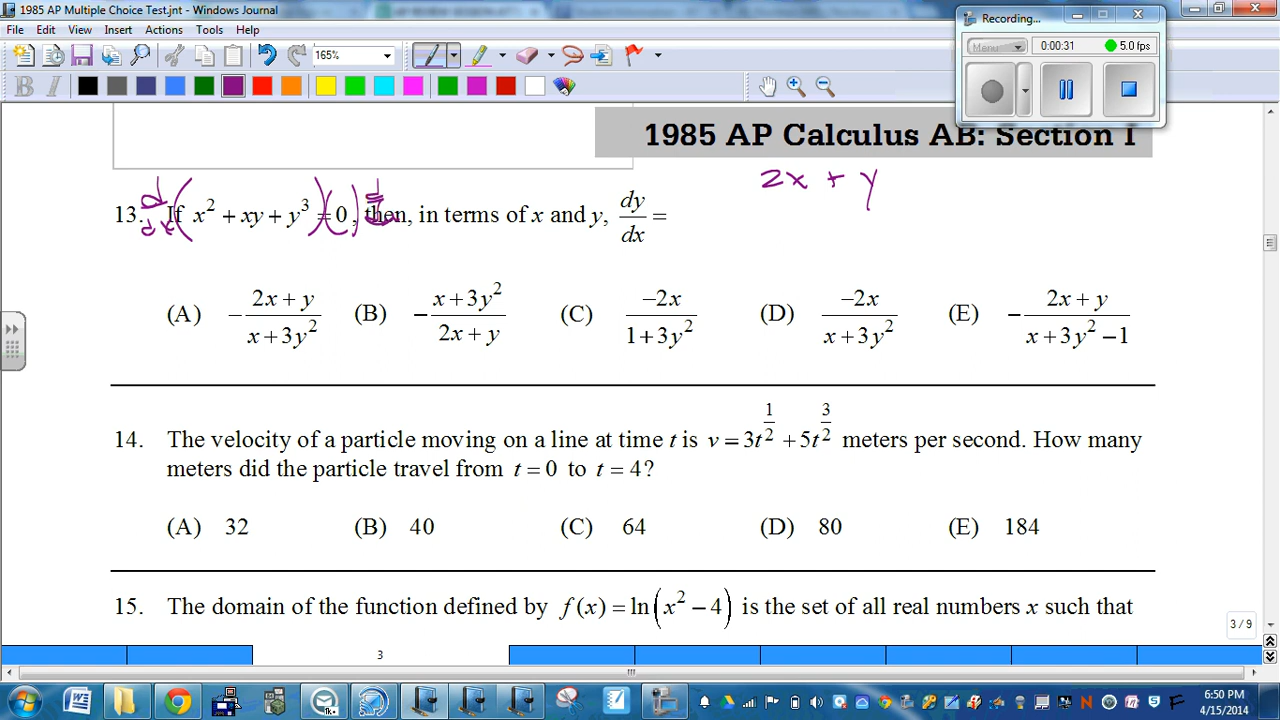 1985 AP Multiple Choice Test.jnt - Windows Journal
File Edit View Insert Actions Tools Help
Recording...
Menu 0:00:31 5.0 fps
165%
B I
1985 AP Calculus AB: Section I
2x + y
d/dx ( ) ( ) d/dx
13. If x² + xy + y³ = 0, then, in terms of x and y, dy/dx =
(A) -(2x + y)/(x + 3y²) (B) -(x + 3y²)/(2x + y) (C) -2x/(1 + 3y²) (D) -2x/(x + 3y²) (E) -(2x + y)/(x + 3y² - 1)
14. The velocity of a particle moving on a line at time t is v = 3t^(1/2) + 5t^(3/2) meters per second. How many
meters did the particle travel from t = 0 to t = 4?
(A) 32 (B) 40 (C) 64 (D) 80 (E) 184
15. The domain of the function defined by f(x) = ln(x² - 4) is the set of all real numbers x such that
3 / 9
3
6:50 PM
4/15/2014